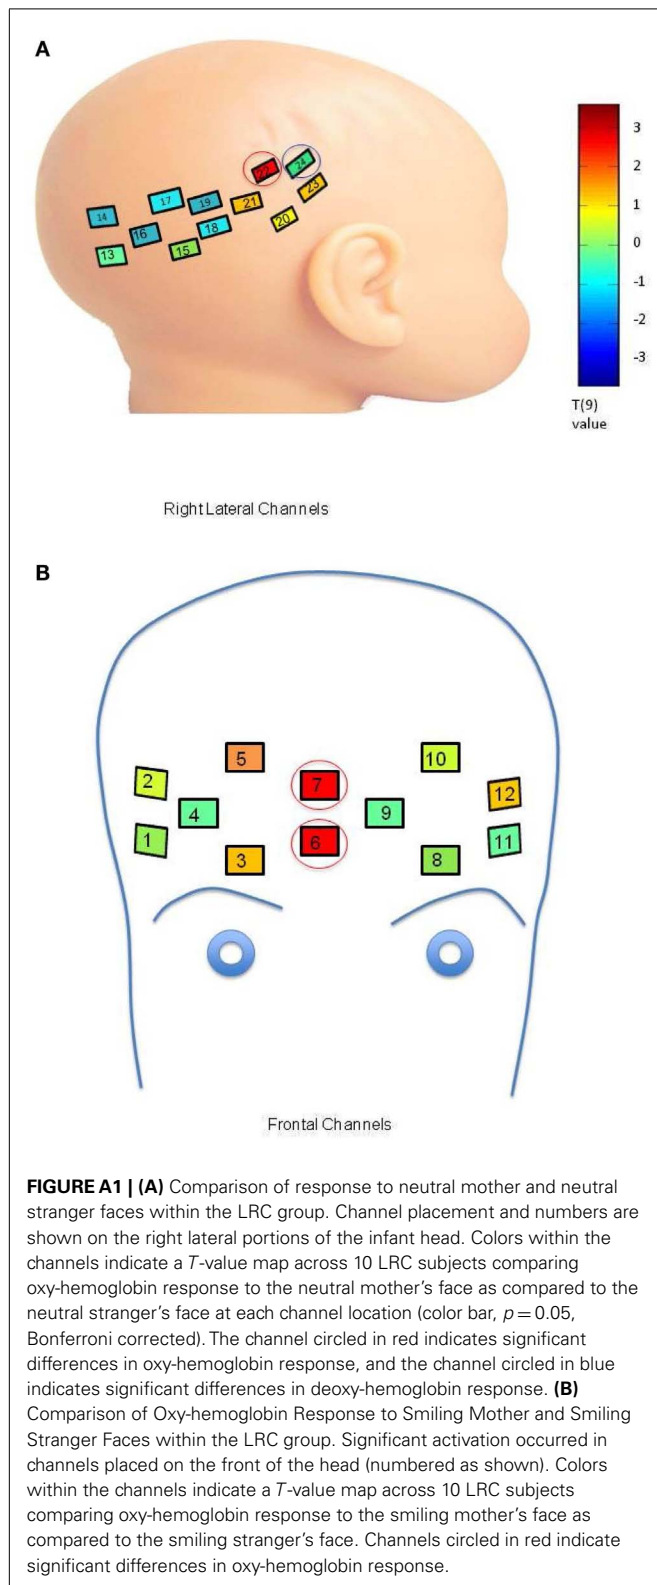 A
22
24
23
17
19
21
14
20
18
16
15
13
3
2
1
0
-1
-2
-3
T(9)
value
Right Lateral Channels
B
5
10
2
7
12
4
9
1
6
11
3
8
Frontal Channels
FIGURE A1 | (A) Comparison of response to neutral mother and neutral
stranger faces within the LRC group. Channel placement and numbers are
shown on the right lateral portions of the infant head. Colors within the
channels indicate a T-value map across 10 LRC subjects comparing
oxy-hemoglobin response to the neutral mother’s face as compared to the
neutral stranger’s face at each channel location (color bar, p = 0.05,
Bonferroni corrected). The channel circled in red indicates significant
differences in oxy-hemoglobin response, and the channel circled in blue
indicates significant differences in deoxy-hemoglobin response. (B)
Comparison of Oxy-hemoglobin Response to Smiling Mother and Smiling
Stranger Faces within the LRC group. Significant activation occurred in
channels placed on the front of the head (numbered as shown). Colors
within the channels indicate a T-value map across 10 LRC subjects
comparing oxy-hemoglobin response to the smiling mother’s face as
compared to the smiling stranger’s face. Channels circled in red indicate
significant differences in oxy-hemoglobin response.